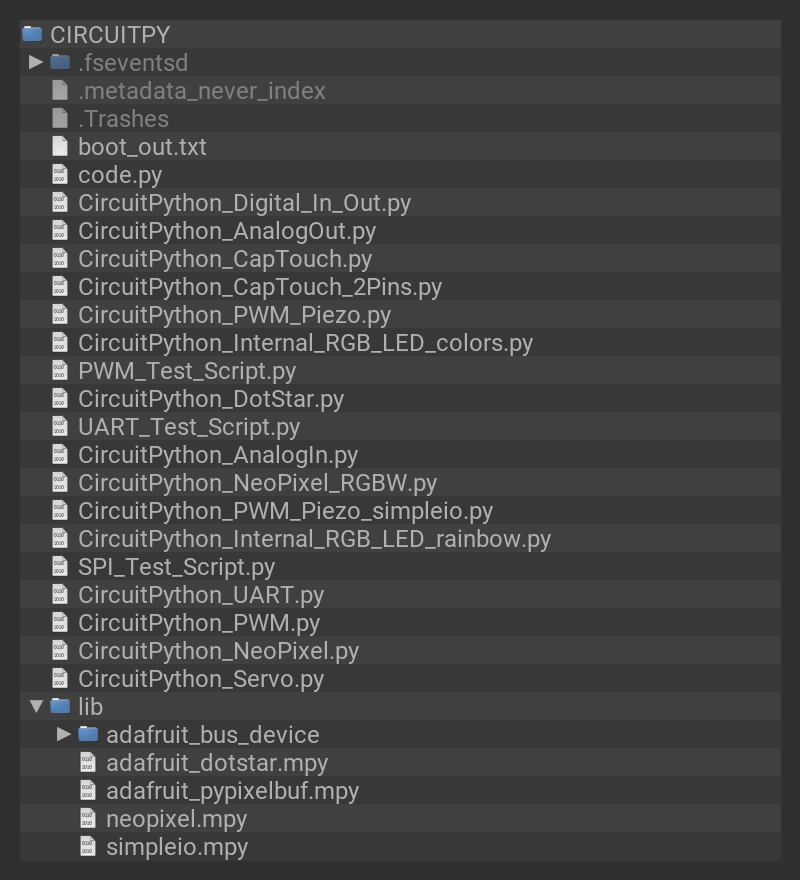 CIRCUITPY
.fseventsd
.metadata_never_index
.Trashes
boot_out.txt
code.py
CircuitPython_Digital_In_Out.py
CircuitPython_AnalogOut.py
CircuitPython_CapTouch.py
CircuitPython_CapTouch_2Pins.py
CircuitPython_PWM_Piezo.py
CircuitPython_Internal_RGB_LED_colors.py
PWM_Test_Script.py
CircuitPython_DotStar.py
UART_Test_Script.py
CircuitPython_AnalogIn.py
CircuitPython_NeoPixel_RGBW.py
CircuitPython_PWM_Piezo_simpleio.py
CircuitPython_Internal_RGB_LED_rainbow.py
SPI_Test_Script.py
CircuitPython_UART.py
CircuitPython_PWM.py
CircuitPython_NeoPixel.py
CircuitPython_Servo.py
lib
adafruit_bus_device
adafruit_dotstar.mpy
adafruit_pypixelbuf.mpy
neopixel.mpy
simpleio.mpy